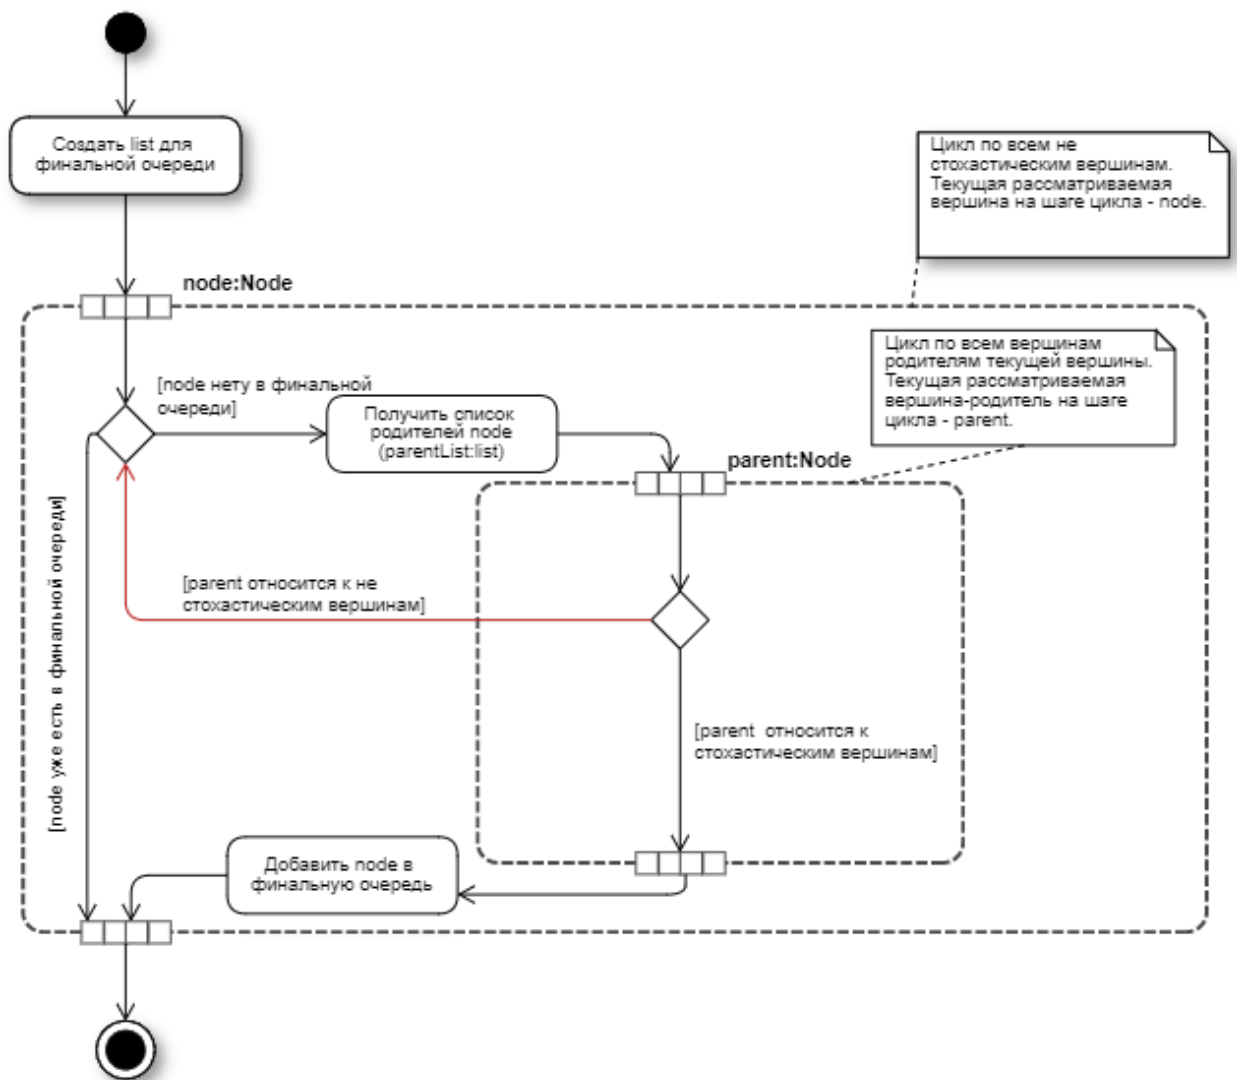 Создать list для
финальной очереди
Цикл по всем не
стохастическим вершинам.
Текущая рассматриваемая
вершина на шаге цикла - node.
node:Node
Цикл по всем вершинам
родителям текущей вершины.
Текущая рассматриваемая
вершина-родитель на шаге
цикла - parent.
[node нету в финальной
очереди]
Получить список
родителей node
(parentList:list)
parent:Node
[node уже есть в финальной очереди]
[parent относится к не
стохастическим вершинам]
[parent относится к
стохастическим вершинам]
Добавить node в
финальную очередь